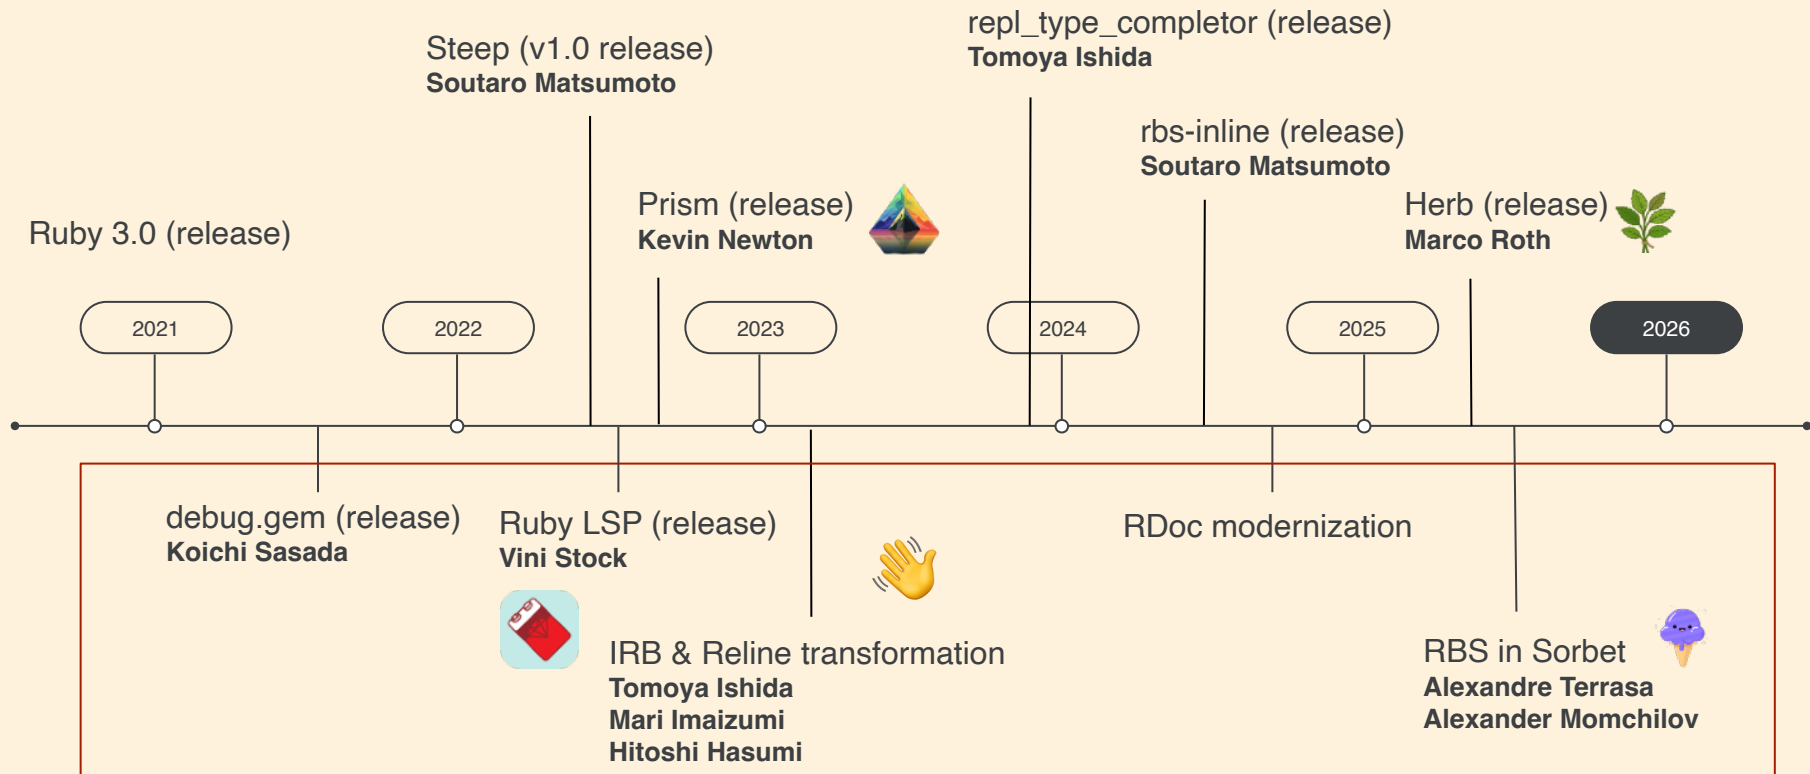 repl_type_completor (release)
Tomoya Ishida
Steep (v1.0 release)
Soutaro Matsumoto
rbs-inline (release)
Soutaro Matsumoto
Prism (release)
Kevin Newton
Herb (release)
Marco Roth
Ruby 3.0 (release)
2021
2022
2023
2024
2025
2026
debug.gem (release)
Koichi Sasada
Ruby LSP (release)
Vini Stock
RDoc modernization
IRB & Reline transformation
Tomoya Ishida
Mari Imaizumi
Hitoshi Hasumi
RBS in Sorbet
Alexandre Terrasa
Alexander Momchilov